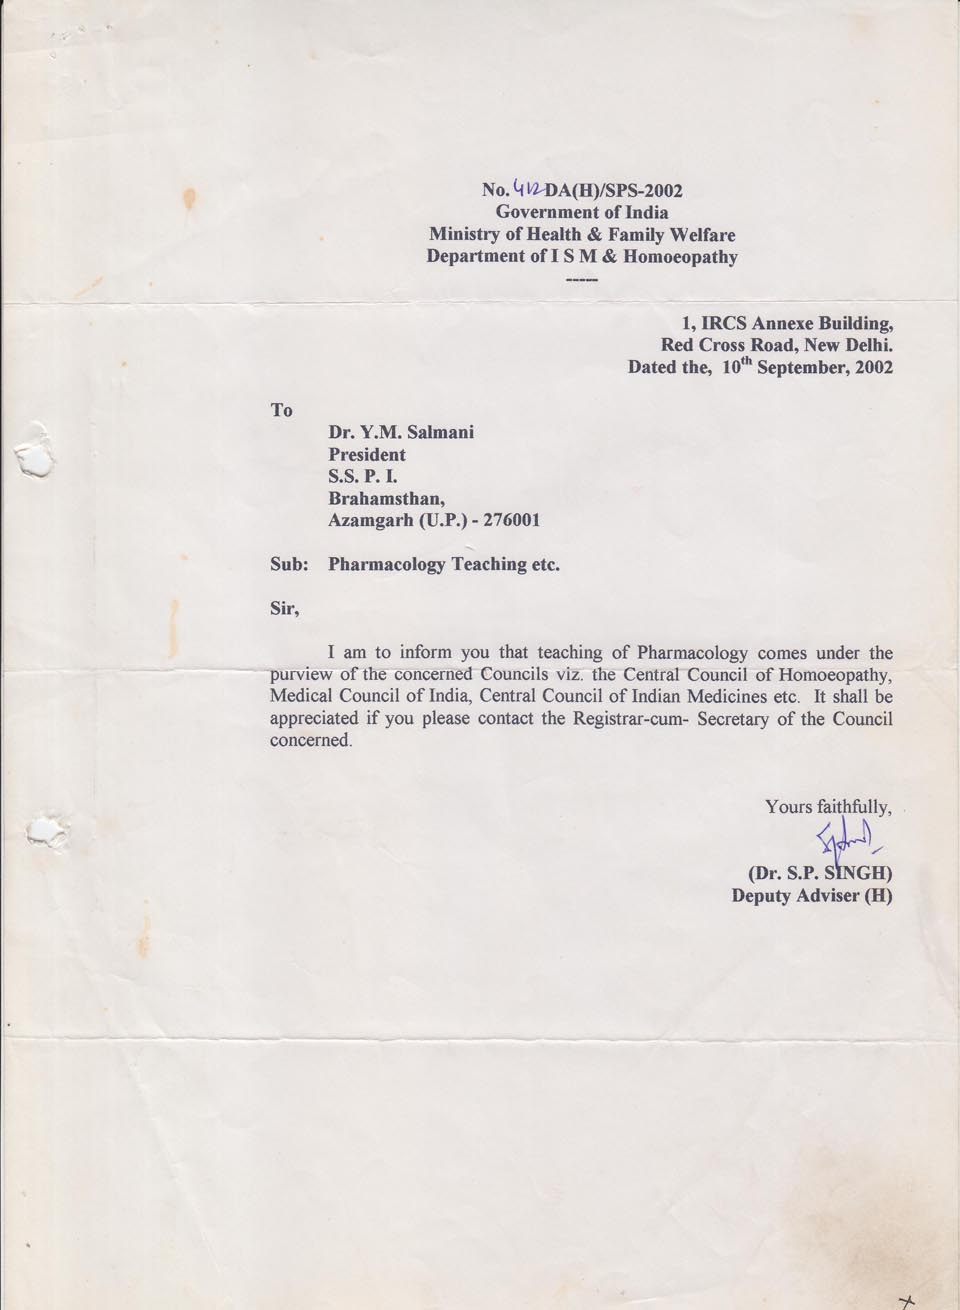 No. 412 DA(H)/SPS-2002
Government of India
Ministry of Health & Family Welfare
Department of I S M & Homoeopathy
-----
1, IRCS Annexe Building,
Red Cross Road, New Delhi.
Dated the, 10th September, 2002
To
Dr. Y.M. Salmani
President
S.S. P. I.
Brahamsthan,
Azamgarh (U.P.) - 276001
Sub: Pharmacology Teaching etc.
Sir,
I am to inform you that teaching of Pharmacology comes under the
purview of the concerned Councils viz. the Central Council of Homoeopathy,
Medical Council of India, Central Council of Indian Medicines etc. It shall be
appreciated if you please contact the Registrar-cum- Secretary of the Council
concerned.
Yours faithfully,
(Dr. S.P. SINGH)
Deputy Adviser (H)